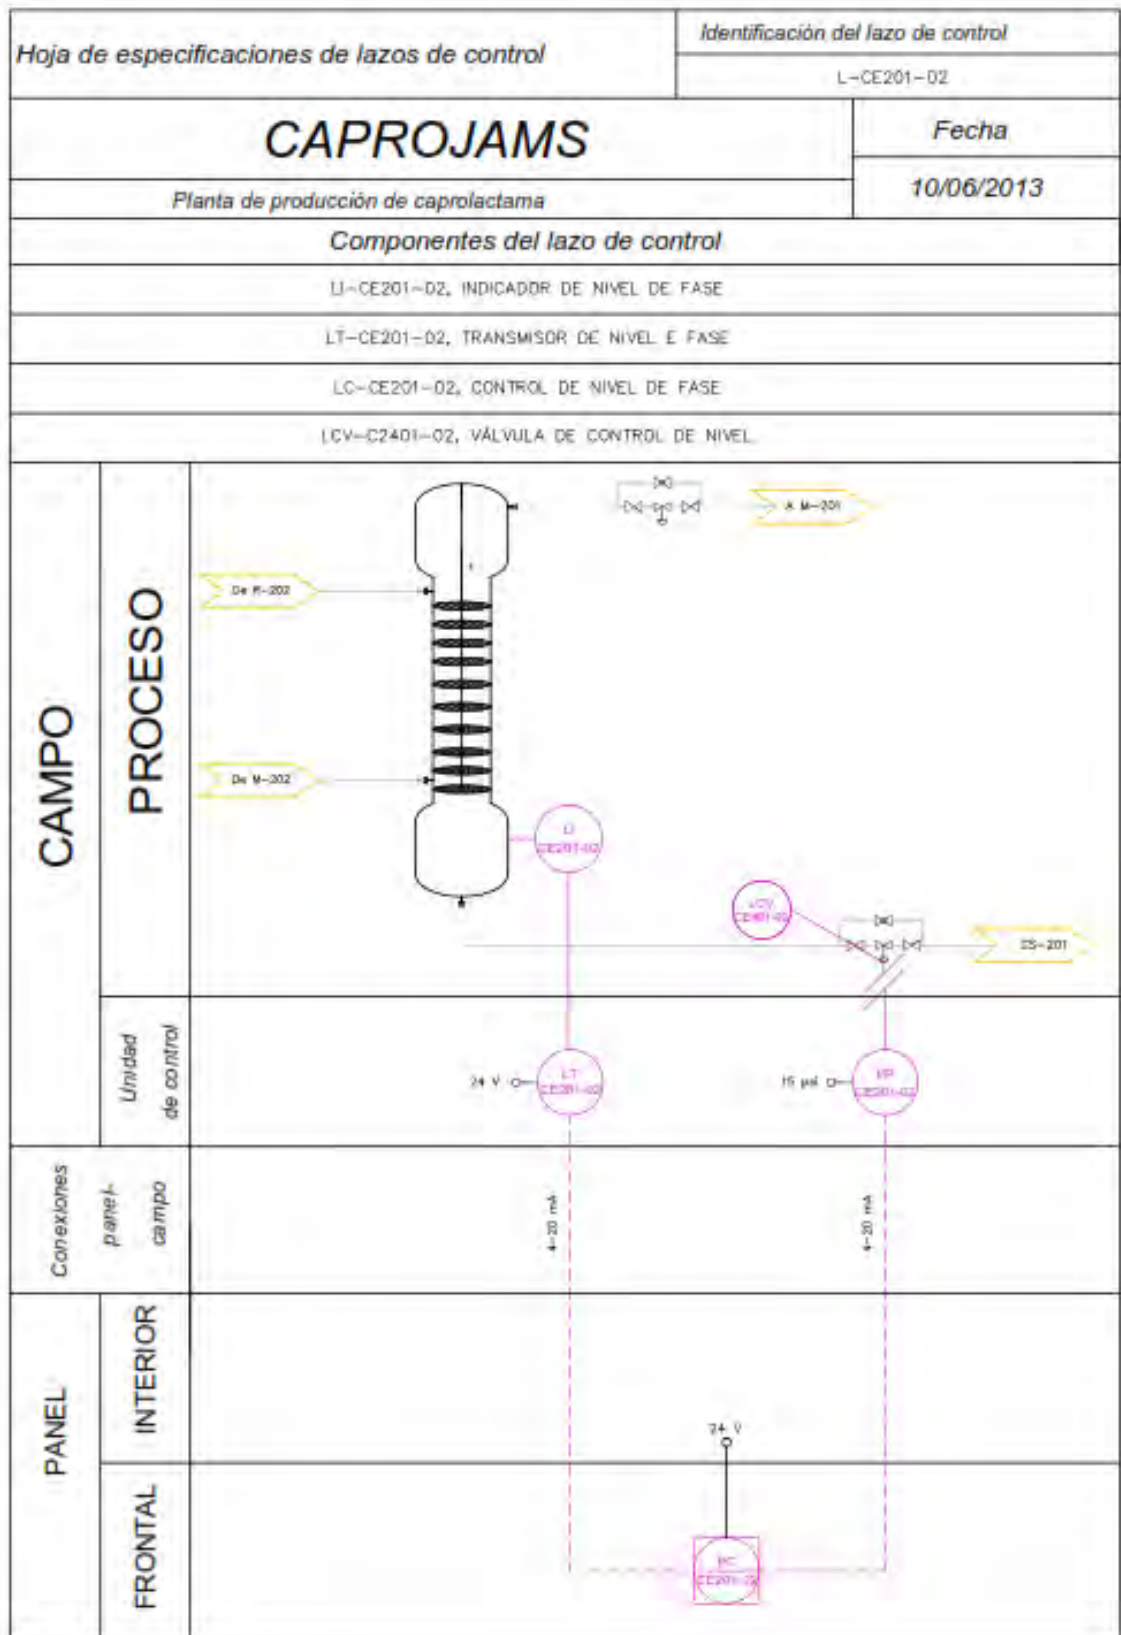 Hoja de especificaciones de lazos de control
Identificación del lazo de control
L-CE201-02
CAPROJAMS
Fecha
10/06/2013
Planta de producción de caprolactama
Componentes del lazo de control
LI-CE201-02, INDICADOR DE NIVEL DE FASE
LT-CE201-02, TRANSMISOR DE NIVEL E FASE
LC-CE201-02, CONTROL DE NIVEL DE FASE
LCV-C2401-02, VÁLVULA DE CONTROL DE NIVEL
CAMPO
PROCESO
A M-201
De R-202
De M-202
LI
CE201-02
LCV
CE401-02
CS-201
Unidad
de control
24 V
LT
CE201-02
15 psi
I/P
CE201-02
Conexiones
panel-
campo
4-20 mA
4-20 mA
PANEL
INTERIOR
24 V
FRONTAL
CE201-02